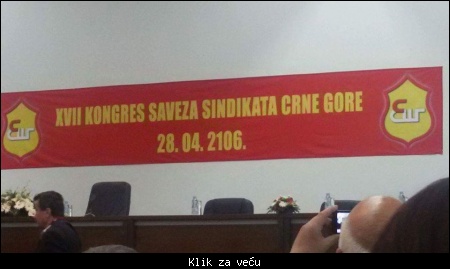 XVII KONGRES SAVEZA SINDIKATA CRNE GORE
28. 04. 2106.
Klik za veću